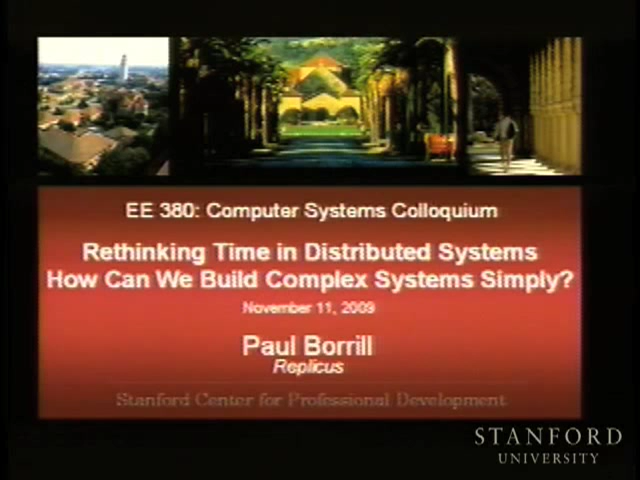 EE 380: Computer Systems Colloquium
Rethinking Time in Distributed Systems
How Can We Build Complex Systems Simply?
November 11, 2009
Paul Borrill
Replicus
Stanford Center for Professional Development
STANFORD
UNIVERSITY